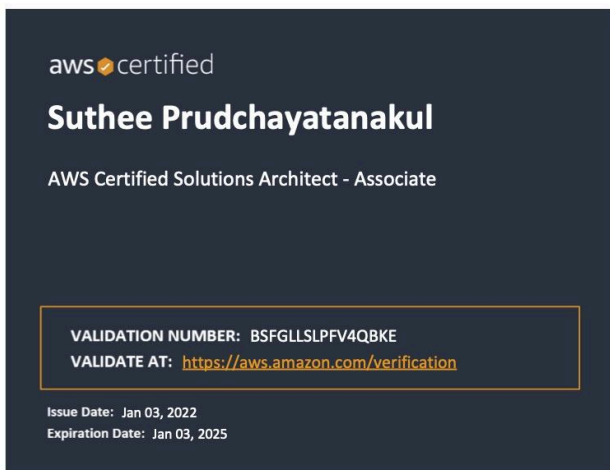 aws certified
Suthee Prudchayatanakul
AWS Certified Solutions Architect - Associate
VALIDATION NUMBER: BSFGLLSLPFV4QBKE
VALIDATE AT: https://aws.amazon.com/verification
Issue Date: Jan 03, 2022
Expiration Date: Jan 03, 2025